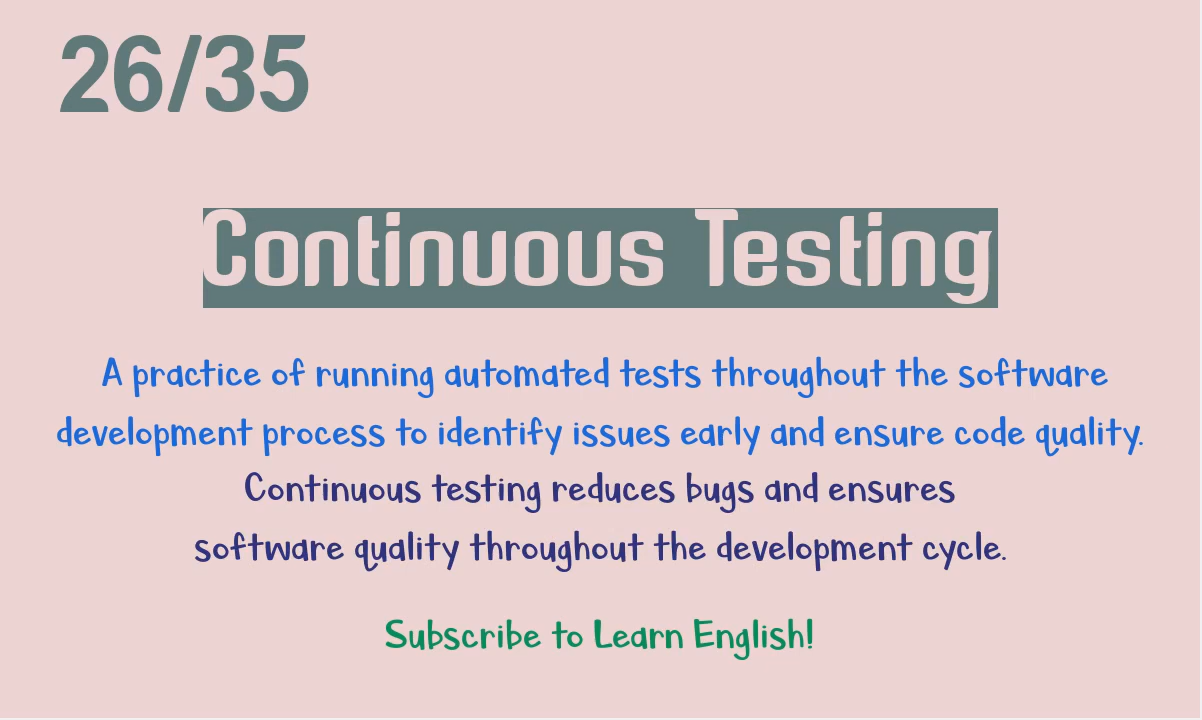 26/35
Continuous Testing
A practice of running automated tests throughout the software
development process to identify issues early and ensure code quality.
Continuous testing reduces bugs and ensures
software quality throughout the development cycle.
Subscribe to Learn English!